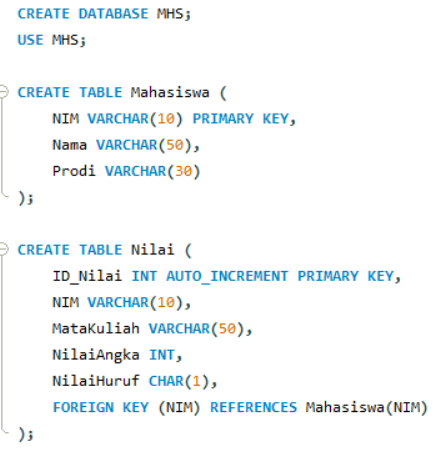 CREATE DATABASE MHS;
USE MHS;
CREATE TABLE Mahasiswa (
NIM VARCHAR(10) PRIMARY KEY,
Nama VARCHAR(50),
Prodi VARCHAR(30)
);
CREATE TABLE Nilai (
ID_Nilai INT AUTO_INCREMENT PRIMARY KEY,
NIM VARCHAR(10),
MataKuliah VARCHAR(50),
NilaiAngka INT,
NilaiHuruf CHAR(1),
FOREIGN KEY (NIM) REFERENCES Mahasiswa(NIM)
);